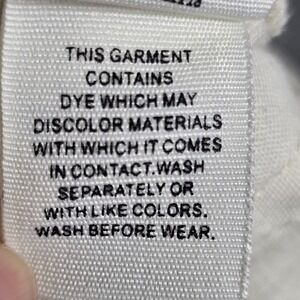 THIS GARMENT
CONTAINS
DYE WHICH MAY
DISCOLOR MATERIALS
WITH WHICH IT COMES
IN CONTACT.WASH
SEPARATELY OR
WITH LIKE COLORS.
WASH BEFORE WEAR.